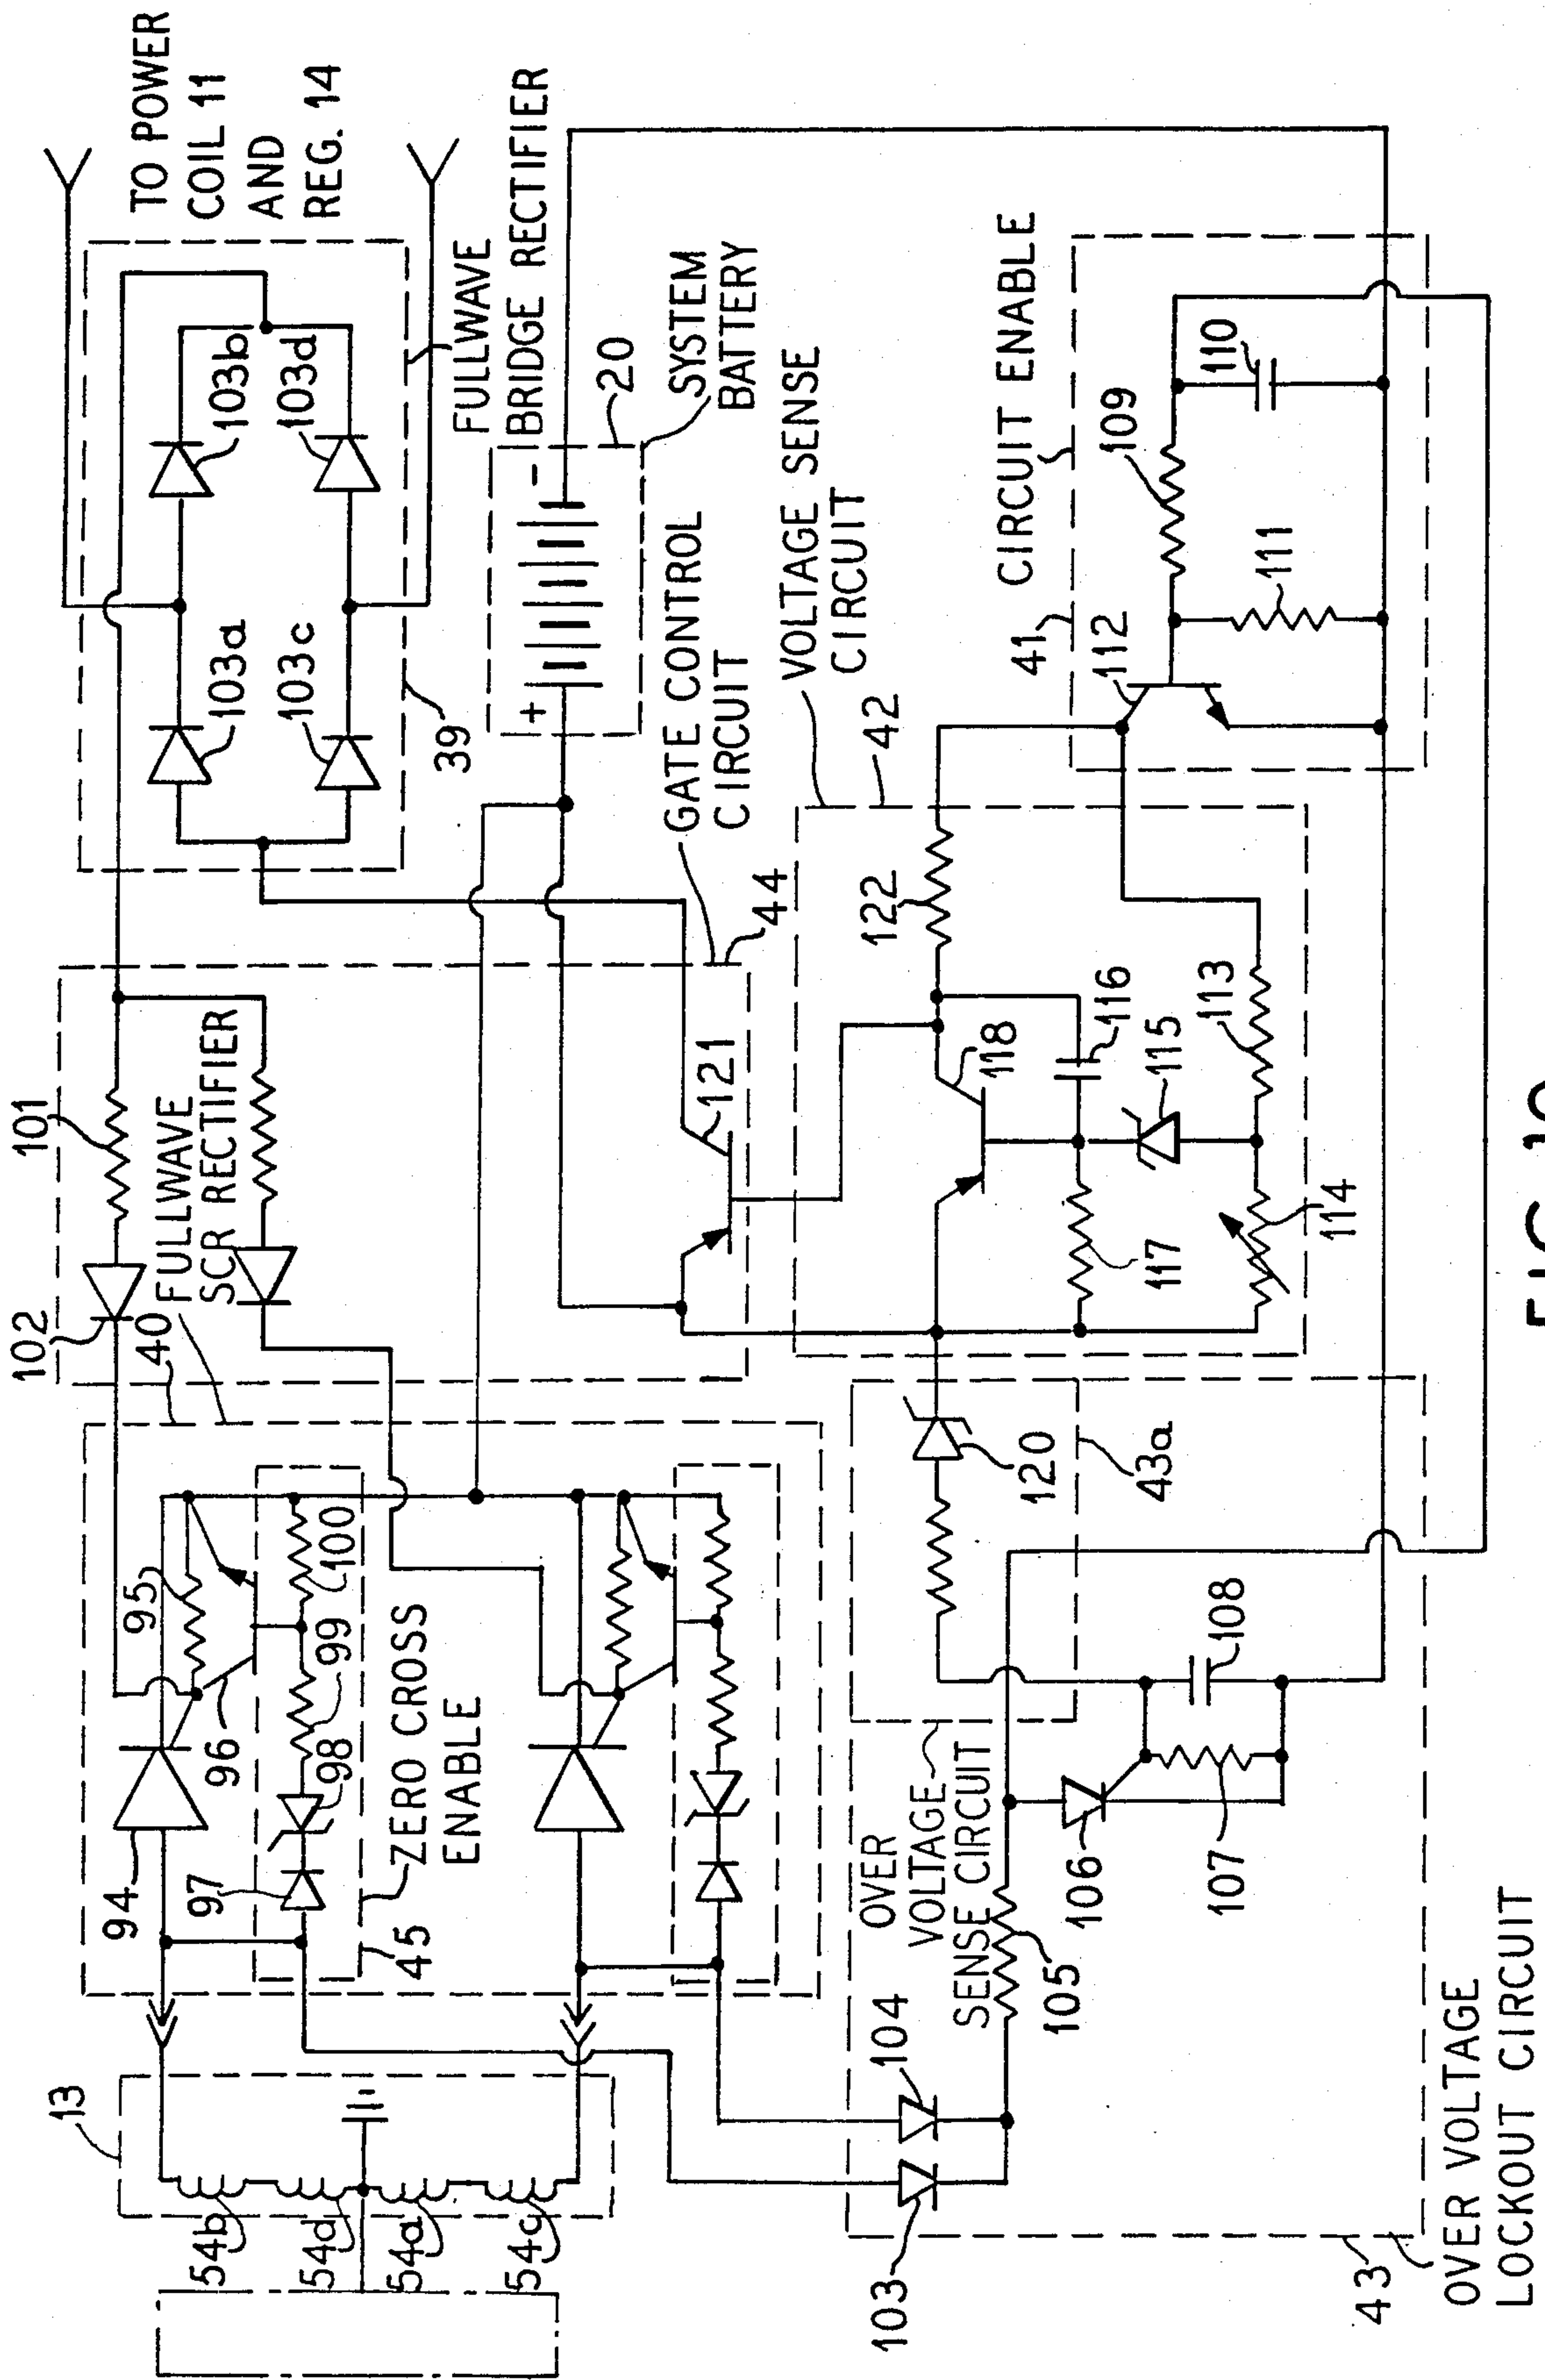 TO POWER
COIL 11
AND
REG. 14
103b
103d
103a
103c
39
FULLWAVE
BRIDGE RECTIFIER
20
SYSTEM
BATTERY
+
-
101
102
FULLWAVE
SCR RECTIFIER
40
GATE CONTROL
CIRCUIT
44
121
VOLTAGE SENSE
CIRCUIT
42
122
118
116
115
113
117
114
CIRCUIT ENABLE
41
109
110
111
112
94
95
96
97
98
99
100
45
ZERO CROSS
ENABLE
13
54b
54d
54a
54c
120
43a
OVER
VOLTAGE
SENSE CIRCUIT
103
104
105
106
107
108
43
OVER VOLTAGE
LOCKOUT CIRCUIT